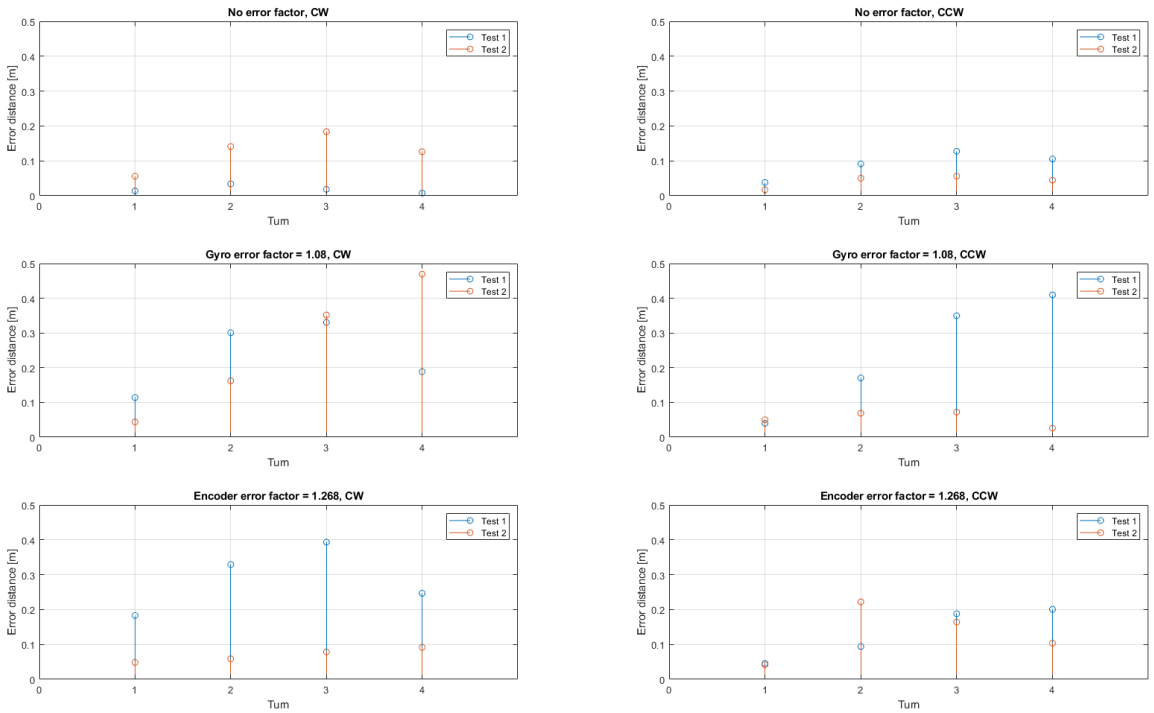 No error factor, CW
0.5
0.4
0.3
0.2
0.1
0
Error distance [m]
Test 1
Test 2
0
1
2
3
4
Turn
No error factor, CCW
0.5
0.4
0.3
0.2
0.1
0
Error distance [m]
Test 1
Test 2
0
1
2
3
4
Turn
Gyro error factor = 1.08, CW
0.5
0.4
0.3
0.2
0.1
0
Error distance [m]
Test 1
Test 2
0
1
2
3
4
Turn
Gyro error factor = 1.08, CCW
0.5
0.4
0.3
0.2
0.1
0
Error distance [m]
Test 1
Test 2
0
1
2
3
4
Turn
Encoder error factor = 1.268, CW
0.5
0.4
0.3
0.2
0.1
0
Error distance [m]
Test 1
Test 2
0
1
2
3
4
Turn
Encoder error factor = 1.268, CCW
0.5
0.4
0.3
0.2
0.1
0
Error distance [m]
Test 1
Test 2
0
1
2
3
4
Turn